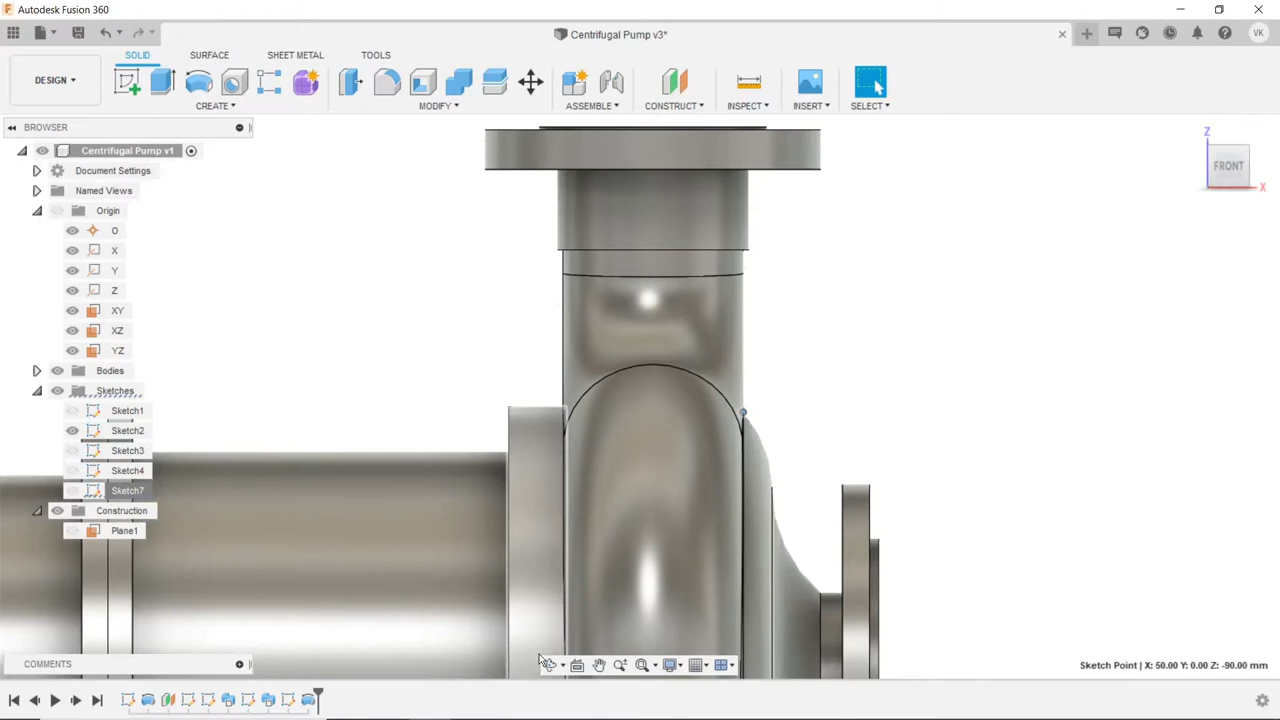 Autodesk Fusion 360
Centrifugal Pump v3*
VK
DESIGN
SOLID
SURFACE
SHEET METAL
TOOLS
CREATE
MODIFY
ASSEMBLE
CONSTRUCT
INSPECT
INSERT
SELECT
BROWSER
Centrifugal Pump v1
Document Settings
Named Views
Origin
O
X
Y
Z
XY
XZ
YZ
Bodies
Sketches
Sketch1
Sketch2
Sketch3
Sketch4
Sketch7
Construction
Plane1
Z
FRONT
X
COMMENTS
Sketch Point | X: 50.00 Y: 0.00 Z: -90.00 mm